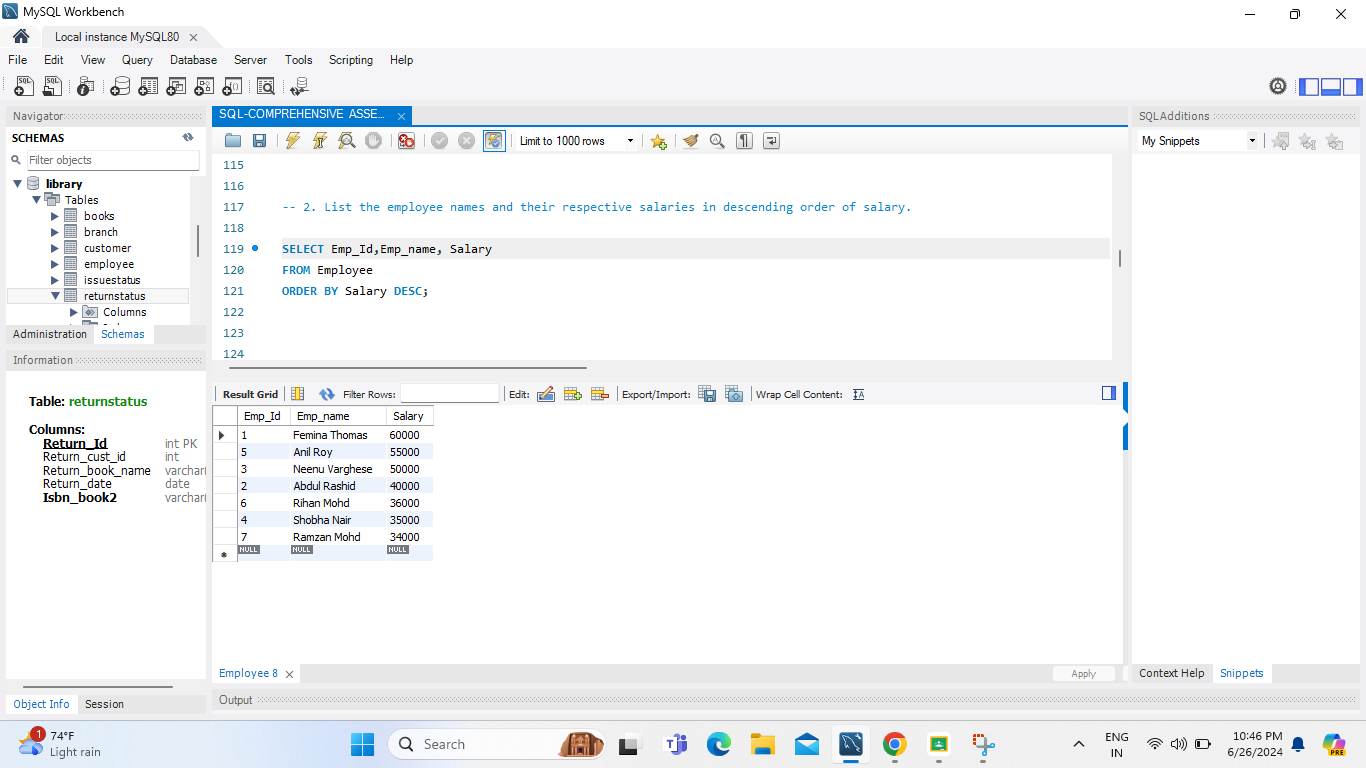 MySQL Workbench
Local instance MySQL80
File Edit View Query Database Server Tools Scripting Help
Navigator
SCHEMAS
Filter objects
library
Tables
books
branch
customer
employee
issuestatus
returnstatus
Columns
Administration Schemas
Information
Table: returnstatus
Columns:
Return_Id int PK
Return_cust_id int
Return_book_name varchar(
Return_date date
Isbn_book2 varchar(
Object Info Session
SQL-COMPREHENSIVE ASSE...
Limit to 1000 rows
115
116
117 -- 2. List the employee names and their respective salaries in descending order of salary.
118
119 SELECT Emp_Id,Emp_name, Salary
120 FROM Employee
121 ORDER BY Salary DESC;
122
123
124
Result Grid Filter Rows: Edit: Export/Import: Wrap Cell Content:
Emp_Id Emp_name Salary
1 Femina Thomas 60000
5 Anil Roy 55000
3 Neenu Varghese 50000
2 Abdul Rashid 40000
6 Rihan Mohd 36000
4 Shobha Nair 35000
7 Ramzan Mohd 34000
NULL NULL NULL
Employee 8
Apply
Output
SQLAdditions
My Snippets
Context Help Snippets
1
74°F
Light rain
Search
ENG
IN
10:46 PM
6/26/2024
PRE